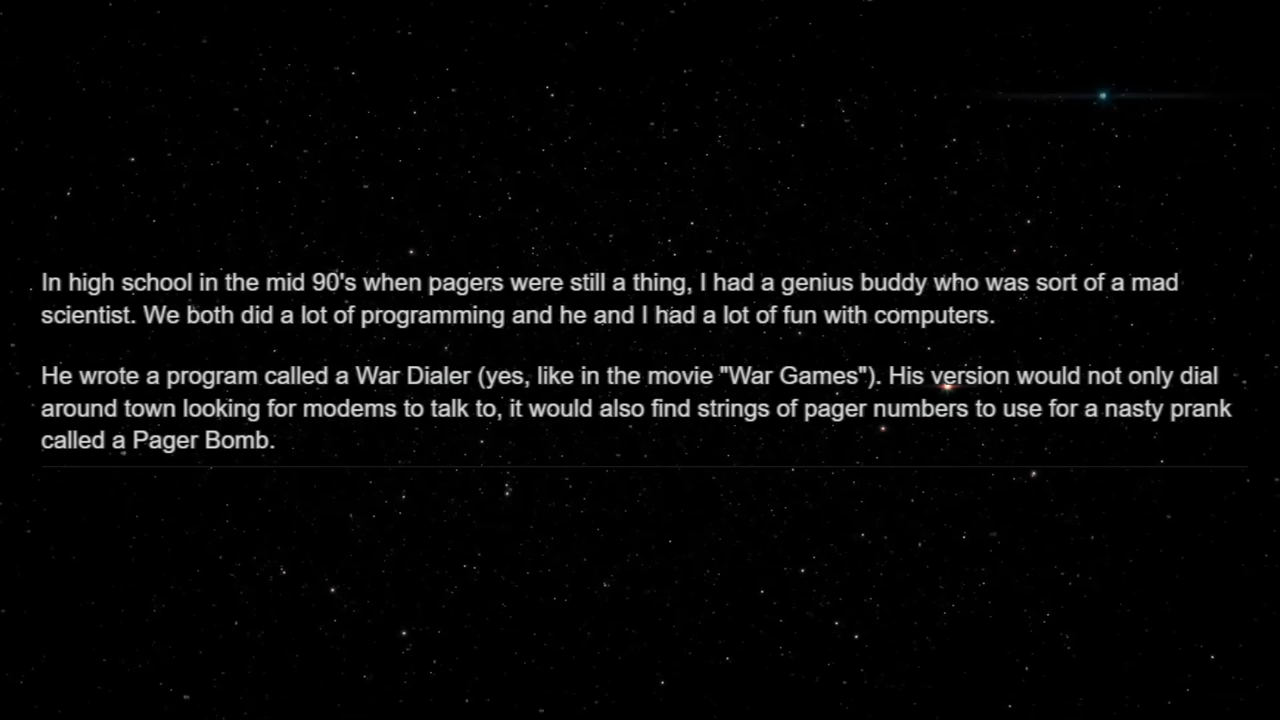 In high school in the mid 90's when pagers were still a thing, I had a genius buddy who was sort of a mad
scientist. We both did a lot of programming and he and I had a lot of fun with computers.
He wrote a program called a War Dialer (yes, like in the movie "War Games"). His version would not only dial
around town looking for modems to talk to, it would also find strings of pager numbers to use for a nasty prank
called a Pager Bomb.